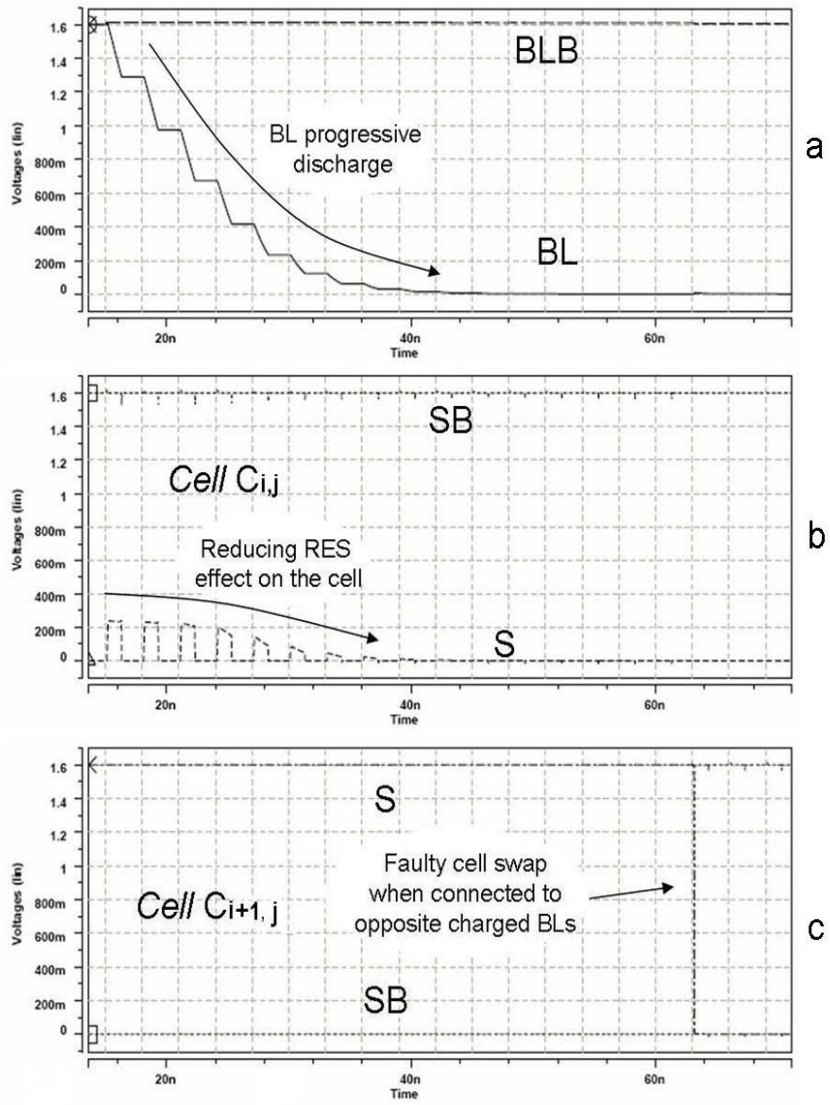 1.6
1.4
1.2
1
800m
600m
400m
200m
0
Voltages (lin)
BLB
BL progressive
discharge
BL
20n
40n
60n
Time
a
1.6
1.4
1.2
1
800m
600m
400m
200m
0
Voltages (lin)
SB
Cell Ci,j
Reducing RES
effect on the cell
S
20n
40n
60n
Time
b
1.6
1.4
1.2
1
800m
600m
400m
200m
0
Voltages (lin)
S
Cell Ci+1, j
Faulty cell swap
when connected to
opposite charged BLs
SB
20n
40n
60n
Time
c